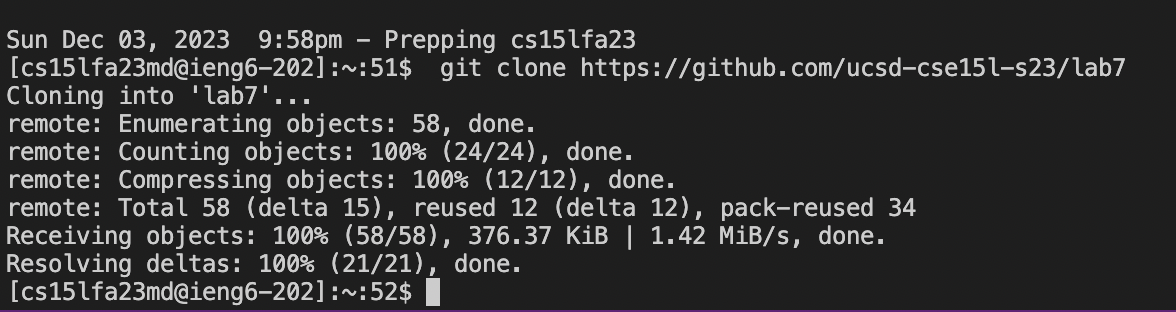 Sun Dec 03, 2023  9:58pm - Prepping cs15lfa23
[cs15lfa23md@ieng6-202]:~:51$  git clone https://github.com/ucsd-cse15l-s23/lab7
Cloning into 'lab7'...
remote: Enumerating objects: 58, done.
remote: Counting objects: 100% (24/24), done.
remote: Compressing objects: 100% (12/12), done.
remote: Total 58 (delta 15), reused 12 (delta 12), pack-reused 34
Receiving objects: 100% (58/58), 376.37 KiB | 1.42 MiB/s, done.
Resolving deltas: 100% (21/21), done.
[cs15lfa23md@ieng6-202]:~:52$